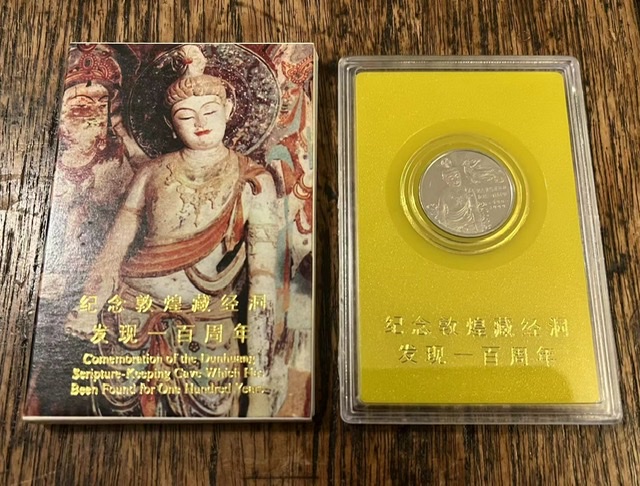 纪念敦煌藏经洞
发现一百周年
Comemoration of the Dunhuang
Scripture-Keeping Cave Which Has
Been Found for One Hundred Years
纪念敦煌藏经洞
发现一百周年